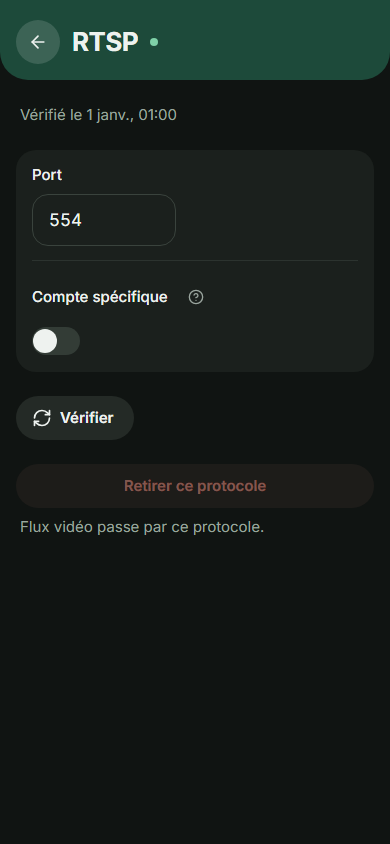 RTSP
Vérifié le 1 janv., 01:00
Port
554
Compte spécifique
Vérifier
Retirer ce protocole
Flux vidéo passe par ce protocole.